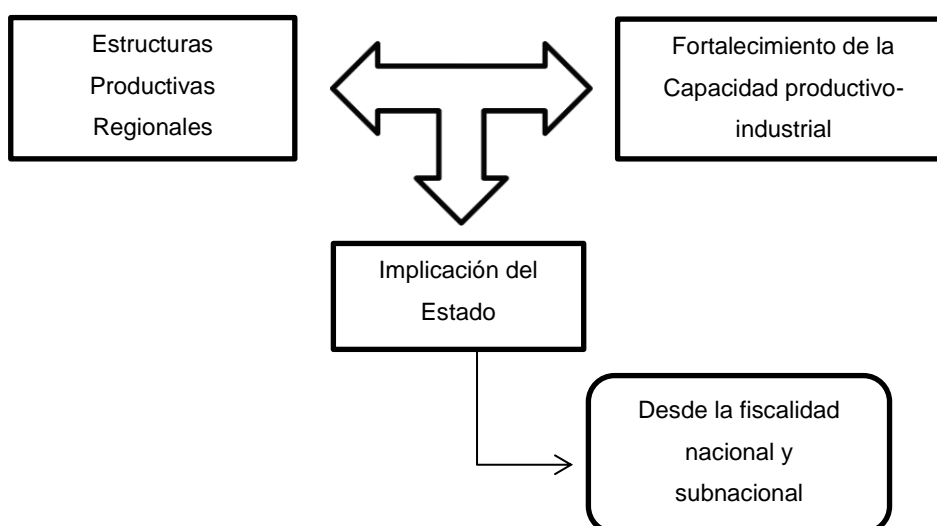 Estructuras
Productivas
Regionales
Fortalecimiento de la
Capacidad productivo-
industrial
Implicación del
Estado
Desde la fiscalidad
nacional y
subnacional